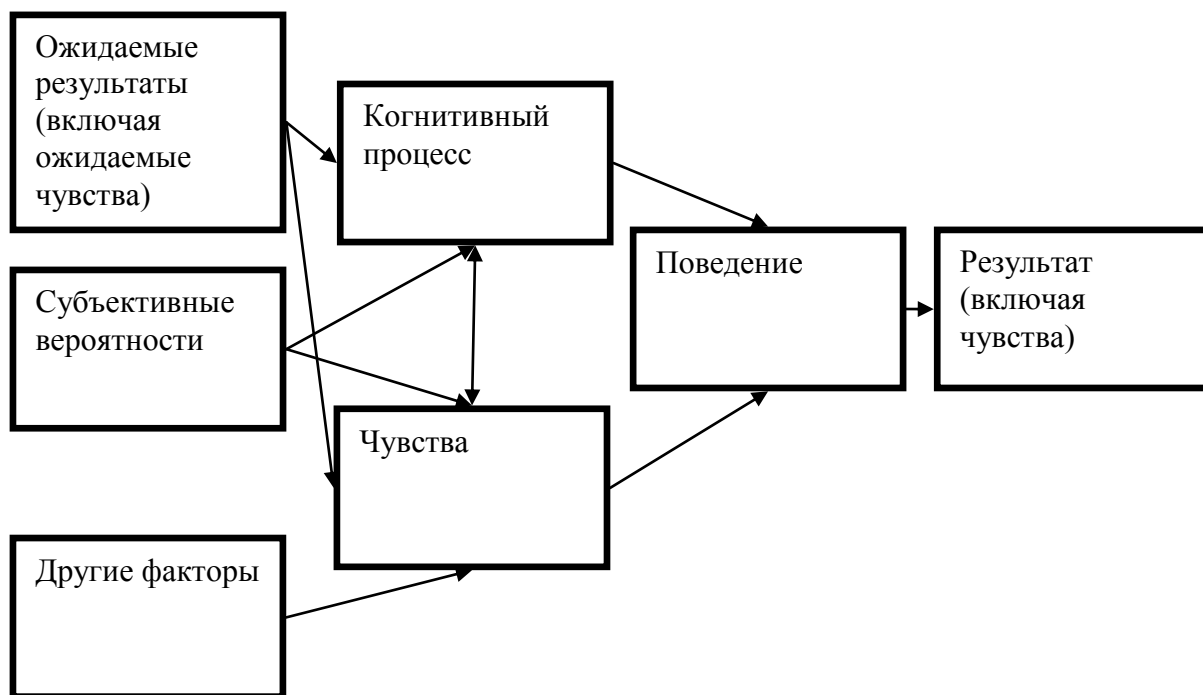 Ожидаемые
результаты
(включая
ожидаемые
чувства)
Когнитивный
процесс
Субъективные
вероятности
Чувства
Другие факторы
Поведение
Результат
(включая
чувства)